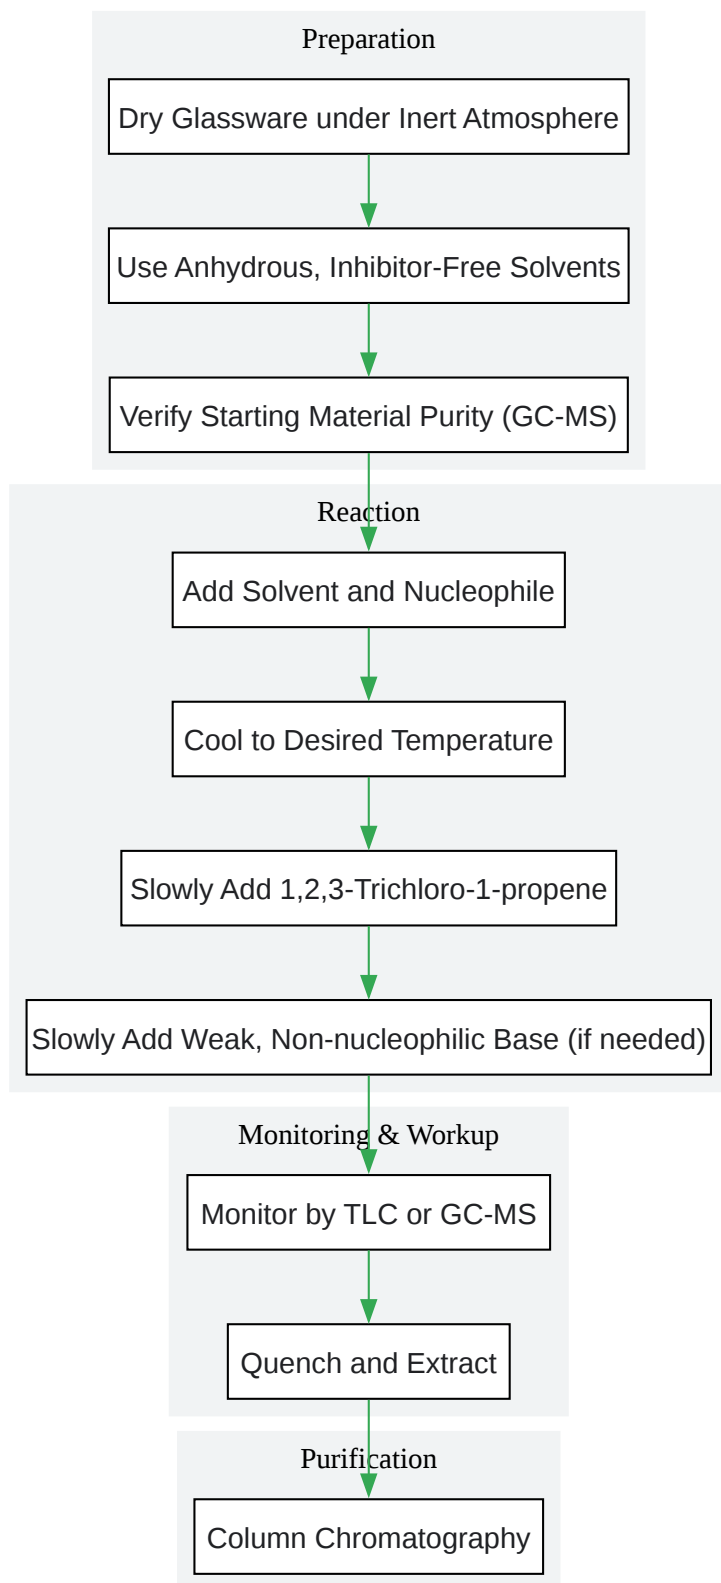 Preparation
Dry Glassware under Inert Atmosphere
Use Anhydrous, Inhibitor-Free Solvents
Verify Starting Material Purity (GC-MS)
Reaction
Add Solvent and Nucleophile
Cool to Desired Temperature
Slowly Add 1,2,3-Trichloro-1-propene
Slowly Add Weak, Non-nucleophilic Base (if needed)
Monitoring & Workup
Monitor by TLC or GC-MS
Quench and Extract
Purification
Column Chromatography